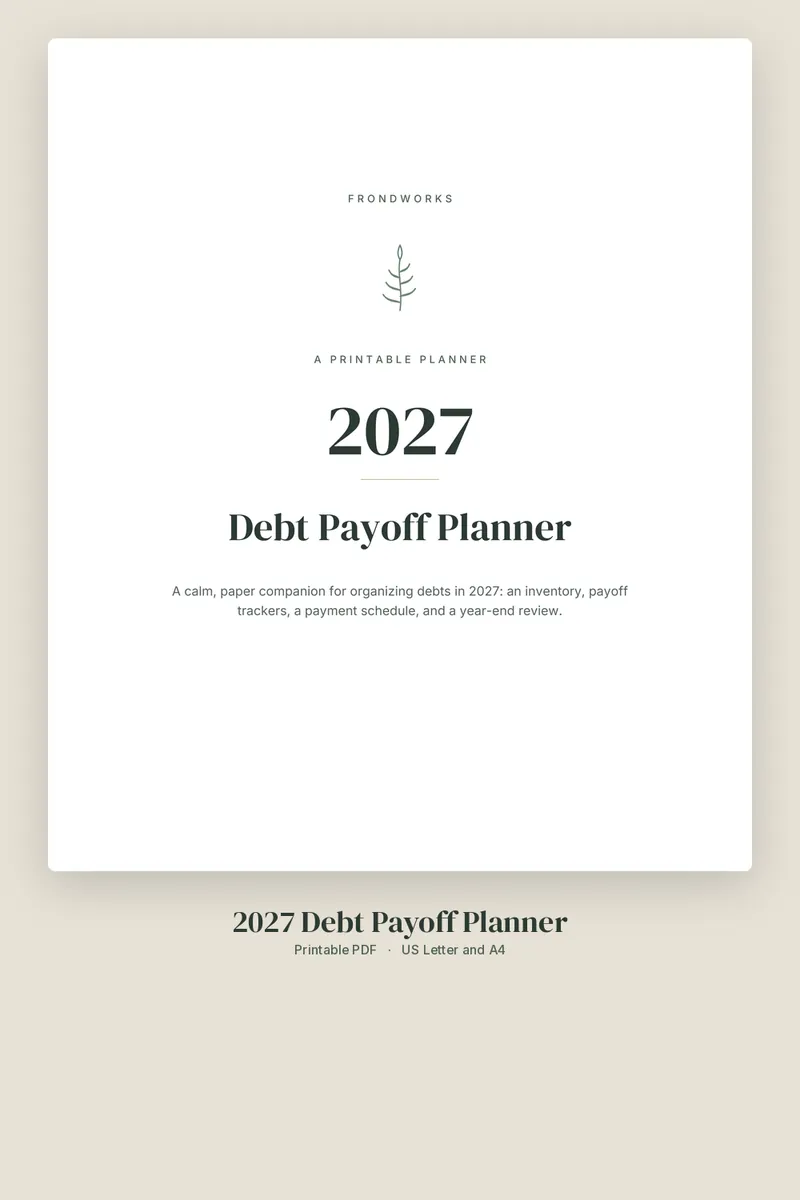 FRONDWORKS
A PRINTABLE PLANNER
2027
Debt Payoff Planner
A calm, paper companion for organizing debts in 2027: an inventory, payoff
trackers, a payment schedule, and a year-end review.
2027 Debt Payoff Planner
Printable PDF · US Letter and A4